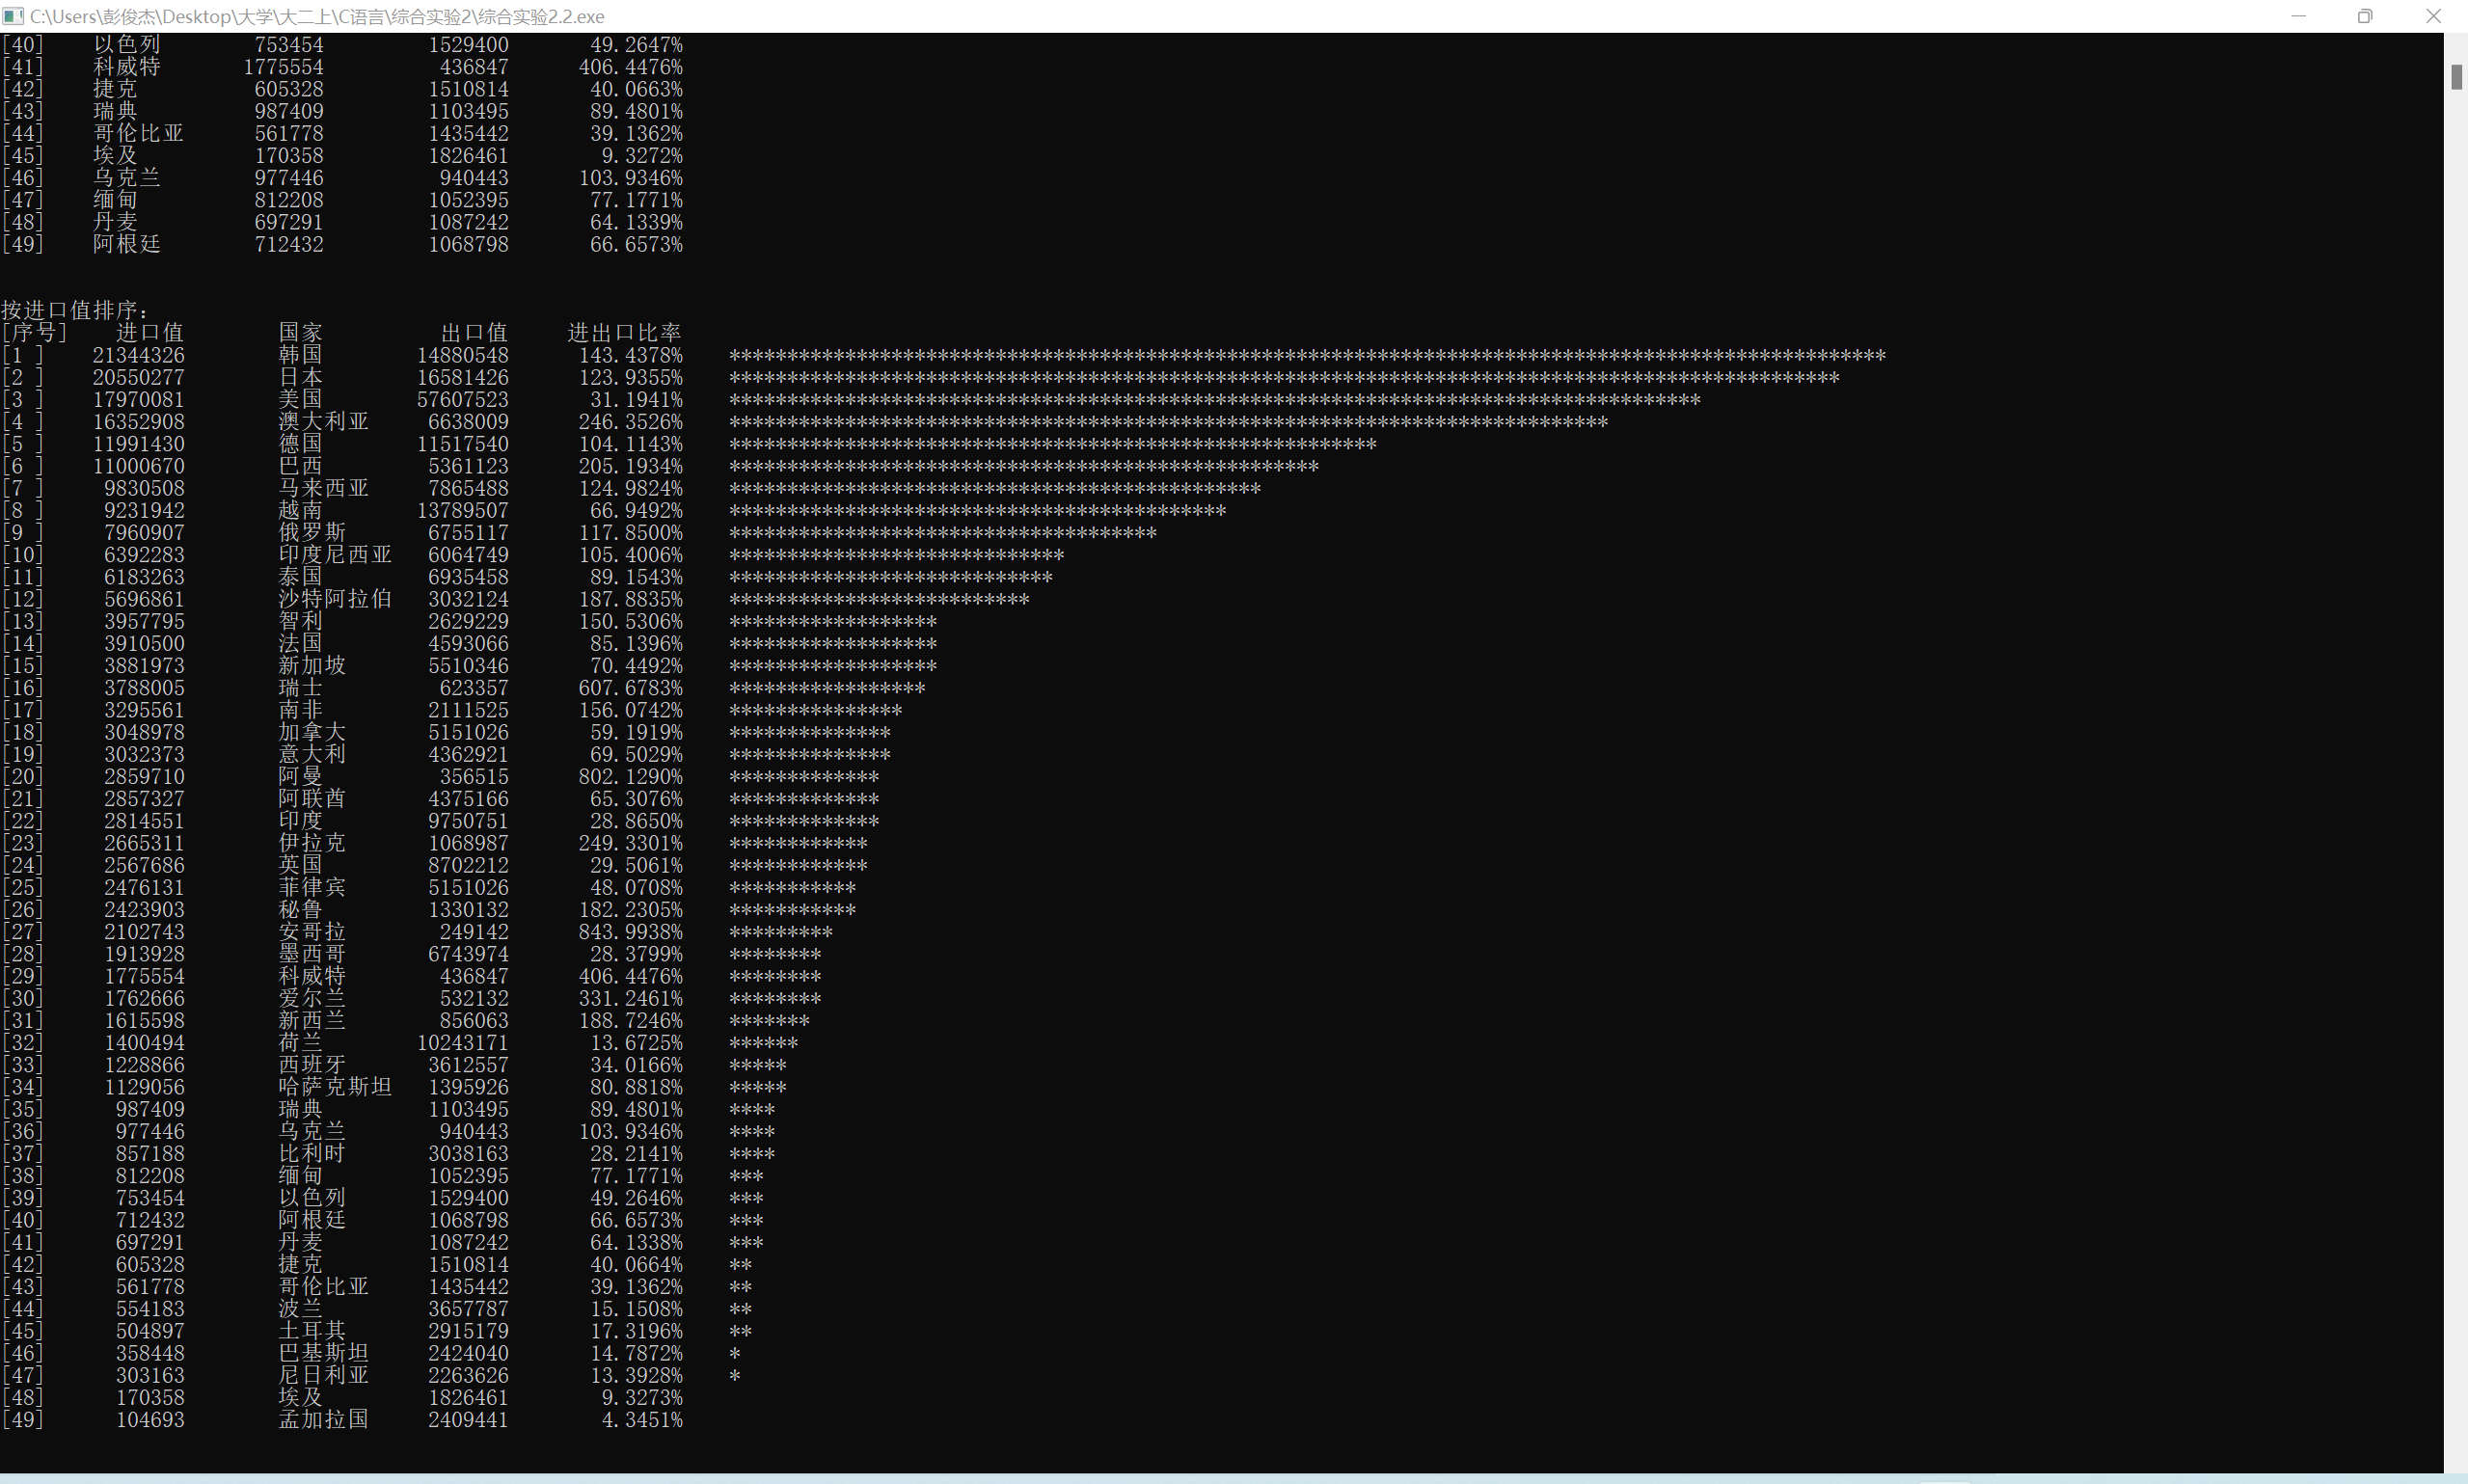 C:\Users\彭俊杰\Desktop\大学\大二上\C语言\综合实验2\综合实验2.2.exe
[40] 以色列 753454 1529400 49.2647%
[41] 科威特 1775554 436847 406.4476%
[42] 捷克 605328 1510814 40.0663%
[43] 瑞典 987409 1103495 89.4801%
[44] 哥伦比亚 561778 1435442 39.1362%
[45] 埃及 170358 1826461 9.3272%
[46] 乌克兰 977446 940443 103.9346%
[47] 缅甸 812208 1052395 77.1771%
[48] 丹麦 697291 1087242 64.1339%
[49] 阿根廷 712432 1068798 66.6573%
按进口值排序：
[序号] 进口值 国家 出口值 进出口比率
[1 ] 21344326 韩国 14880548 143.4378% ****************************************************************************************************
[2 ] 20550277 日本 16581426 123.9355% ************************************************************************************************
[3 ] 17970081 美国 57607523 31.1941% ************************************************************************************
[4 ] 16352908 澳大利亚 6638009 246.3526% ****************************************************************************
[5 ] 11991430 德国 11517540 104.1143% ********************************************************
[6 ] 11000670 巴西 5361123 205.1934% ***************************************************
[7 ] 9830508 马来西亚 7865488 124.9824% **********************************************
[8 ] 9231942 越南 13789507 66.9492% *******************************************
[9 ] 7960907 俄罗斯 6755117 117.8500% *************************************
[10] 6392283 印度尼西亚 6064749 105.4006% *****************************
[11] 6183263 泰国 6935458 89.1543% ****************************
[12] 5696861 沙特阿拉伯 3032124 187.8835% **************************
[13] 3957795 智利 2629229 150.5306% ******************
[14] 3910500 法国 4593066 85.1396% ******************
[15] 3881973 新加坡 5510346 70.4492% ******************
[16] 3788005 瑞士 623357 607.6783% *****************
[17] 3295561 南非 2111525 156.0742% ***************
[18] 3048978 加拿大 5151026 59.1919% **************
[19] 3032373 意大利 4362921 69.5029% **************
[20] 2859710 阿曼 356515 802.1290% *************
[21] 2857327 阿联酋 4375166 65.3076% *************
[22] 2814551 印度 9750751 28.8650% *************
[23] 2665311 伊拉克 1068987 249.3301% ************
[24] 2567686 英国 8702212 29.5061% ************
[25] 2476131 菲律宾 5151026 48.0708% ***********
[26] 2423903 秘鲁 1330132 182.2305% ***********
[27] 2102743 安哥拉 249142 843.9938% *********
[28] 1913928 墨西哥 6743974 28.3799% ********
[29] 1775554 科威特 436847 406.4476% ********
[30] 1762666 爱尔兰 532132 331.2461% ********
[31] 1615598 新西兰 856063 188.7246% *******
[32] 1400494 荷兰 10243171 13.6725% ******
[33] 1228866 西班牙 3612557 34.0166% *****
[34] 1129056 哈萨克斯坦 1395926 80.8818% *****
[35] 987409 瑞典 1103495 89.4801% ****
[36] 977446 乌克兰 940443 103.9346% ****
[37] 857188 比利时 3038163 28.2141% ****
[38] 812208 缅甸 1052395 77.1771% ***
[39] 753454 以色列 1529400 49.2646% ***
[40] 712432 阿根廷 1068798 66.6573% ***
[41] 697291 丹麦 1087242 64.1338% ***
[42] 605328 捷克 1510814 40.0664% **
[43] 561778 哥伦比亚 1435442 39.1362% **
[44] 554183 波兰 3657787 15.1508% **
[45] 504897 土耳其 2915179 17.3196% **
[46] 358448 巴基斯坦 2424040 14.7872% *
[47] 303163 尼日利亚 2263626 13.3928% *
[48] 170358 埃及 1826461 9.3273%
[49] 104693 孟加拉国 2409441 4.3451%